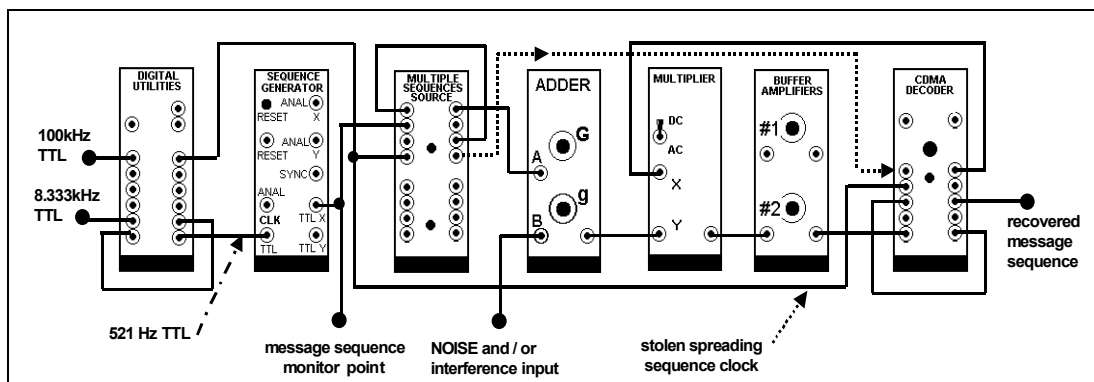 DIGITAL
UTILITIES
100kHz
TTL
8.333kHz
TTL
521 Hz TTL
SEQUENCE
GENERATOR
ANAL
RESET
X
ANAL
RESET
Y
SYNC
ANAL
CLK
TTL X
TTL
TTL Y
message sequence
monitor point
MULTIPLE
SEQUENCES
SOURCE
ADDER
G
A
g
B
NOISE and / or
interference input
MULTIPLIER
DC
AC
X
Y
BUFFER
AMPLIFIERS
#1
#2
stolen spreading
sequence clock
CDMA
DECODER
recovered
message
sequence